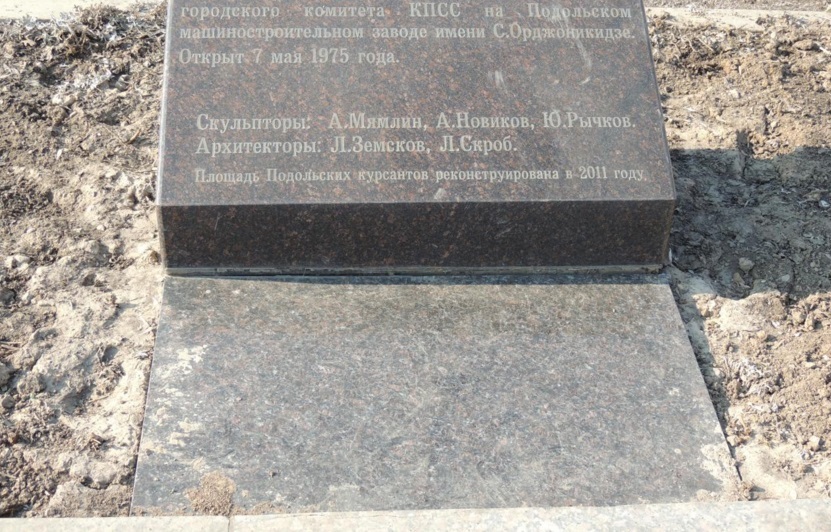 городского комитета КПСС на Подольском
машиностроительном заводе имени С.Орджоникидзе.
Открыт 7 мая 1975 года.
Скульпторы: А.Мямлин, А.Новиков, Ю.Рычков.
Архитекторы: Л.Земсков, Л.Скроб.
Площадь Подольских курсантов реконструирована в 2011 году.